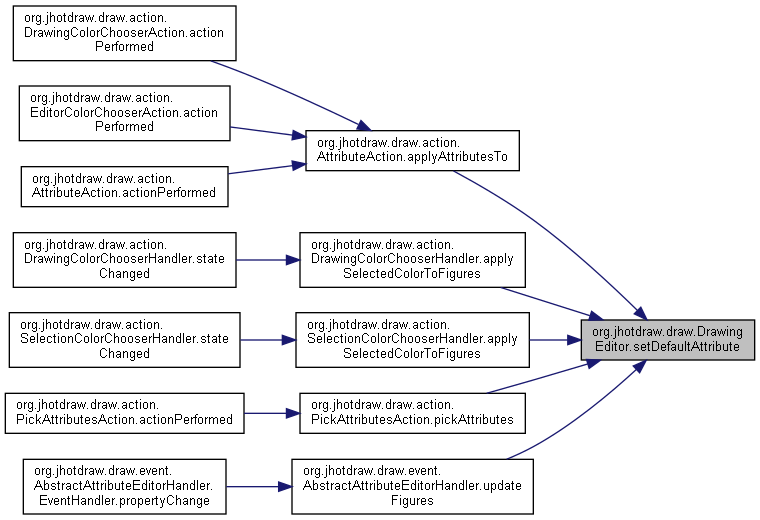 org.jhotdraw.draw.action.
DrawingColorChooserAction.action
Performed
org.jhotdraw.draw.action.
EditorColorChooserAction.action
Performed
org.jhotdraw.draw.action.
AttributeAction.actionPerformed
org.jhotdraw.draw.action.
AttributeAction.applyAttributesTo
org.jhotdraw.draw.action.
DrawingColorChooserHandler.state
Changed
org.jhotdraw.draw.action.
DrawingColorChooserHandler.apply
SelectedColorToFigures
org.jhotdraw.draw.action.
SelectionColorChooserHandler.state
Changed
org.jhotdraw.draw.action.
SelectionColorChooserHandler.apply
SelectedColorToFigures
org.jhotdraw.draw.Drawing
Editor.setDefaultAttribute
org.jhotdraw.draw.action.
PickAttributesAction.actionPerformed
org.jhotdraw.draw.action.
PickAttributesAction.pickAttributes
org.jhotdraw.draw.event.
AbstractAttributeEditorHandler.
EventHandler.propertyChange
org.jhotdraw.draw.event.
AbstractAttributeEditorHandler.update
Figures